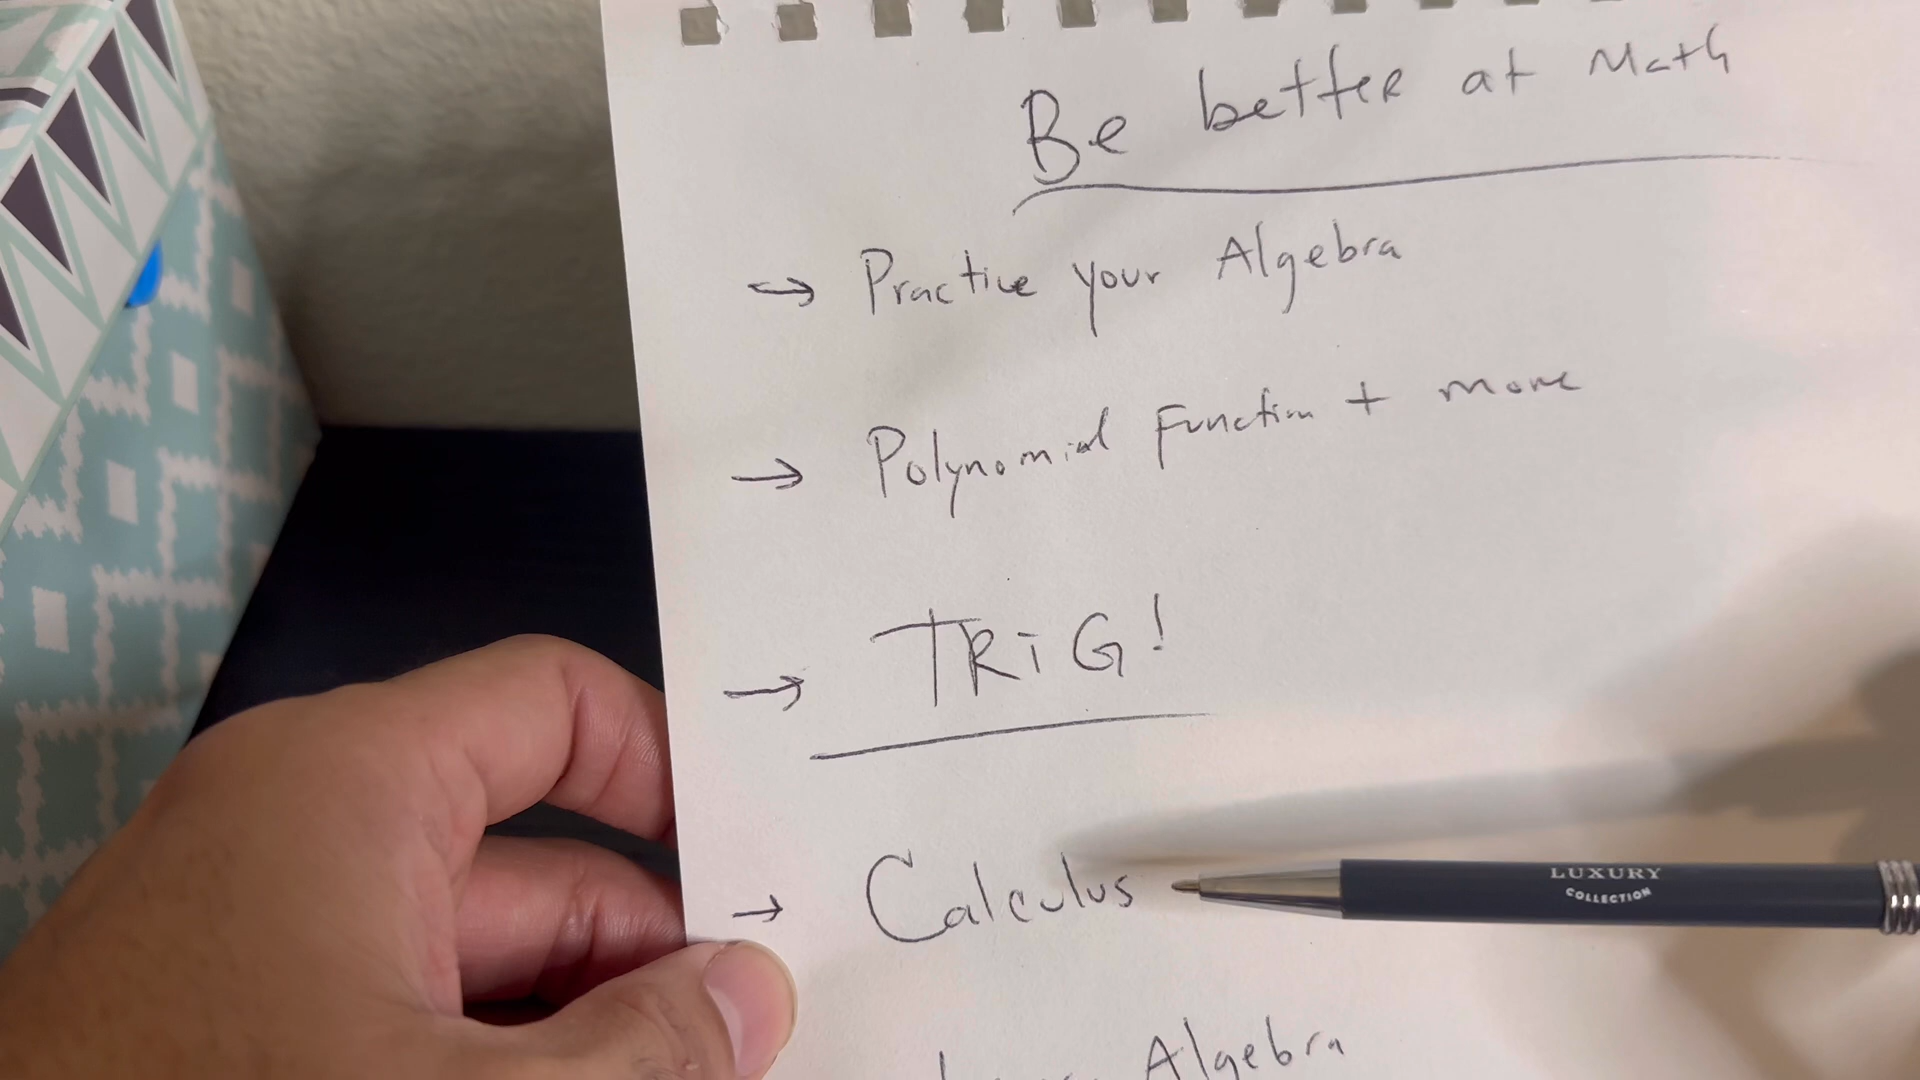 Be better at Math
→ Practice your Algebra
→ Polynomial Function + more
→ TRiG!
→ Calculus
LUXURY
COLLECTION
Algebra